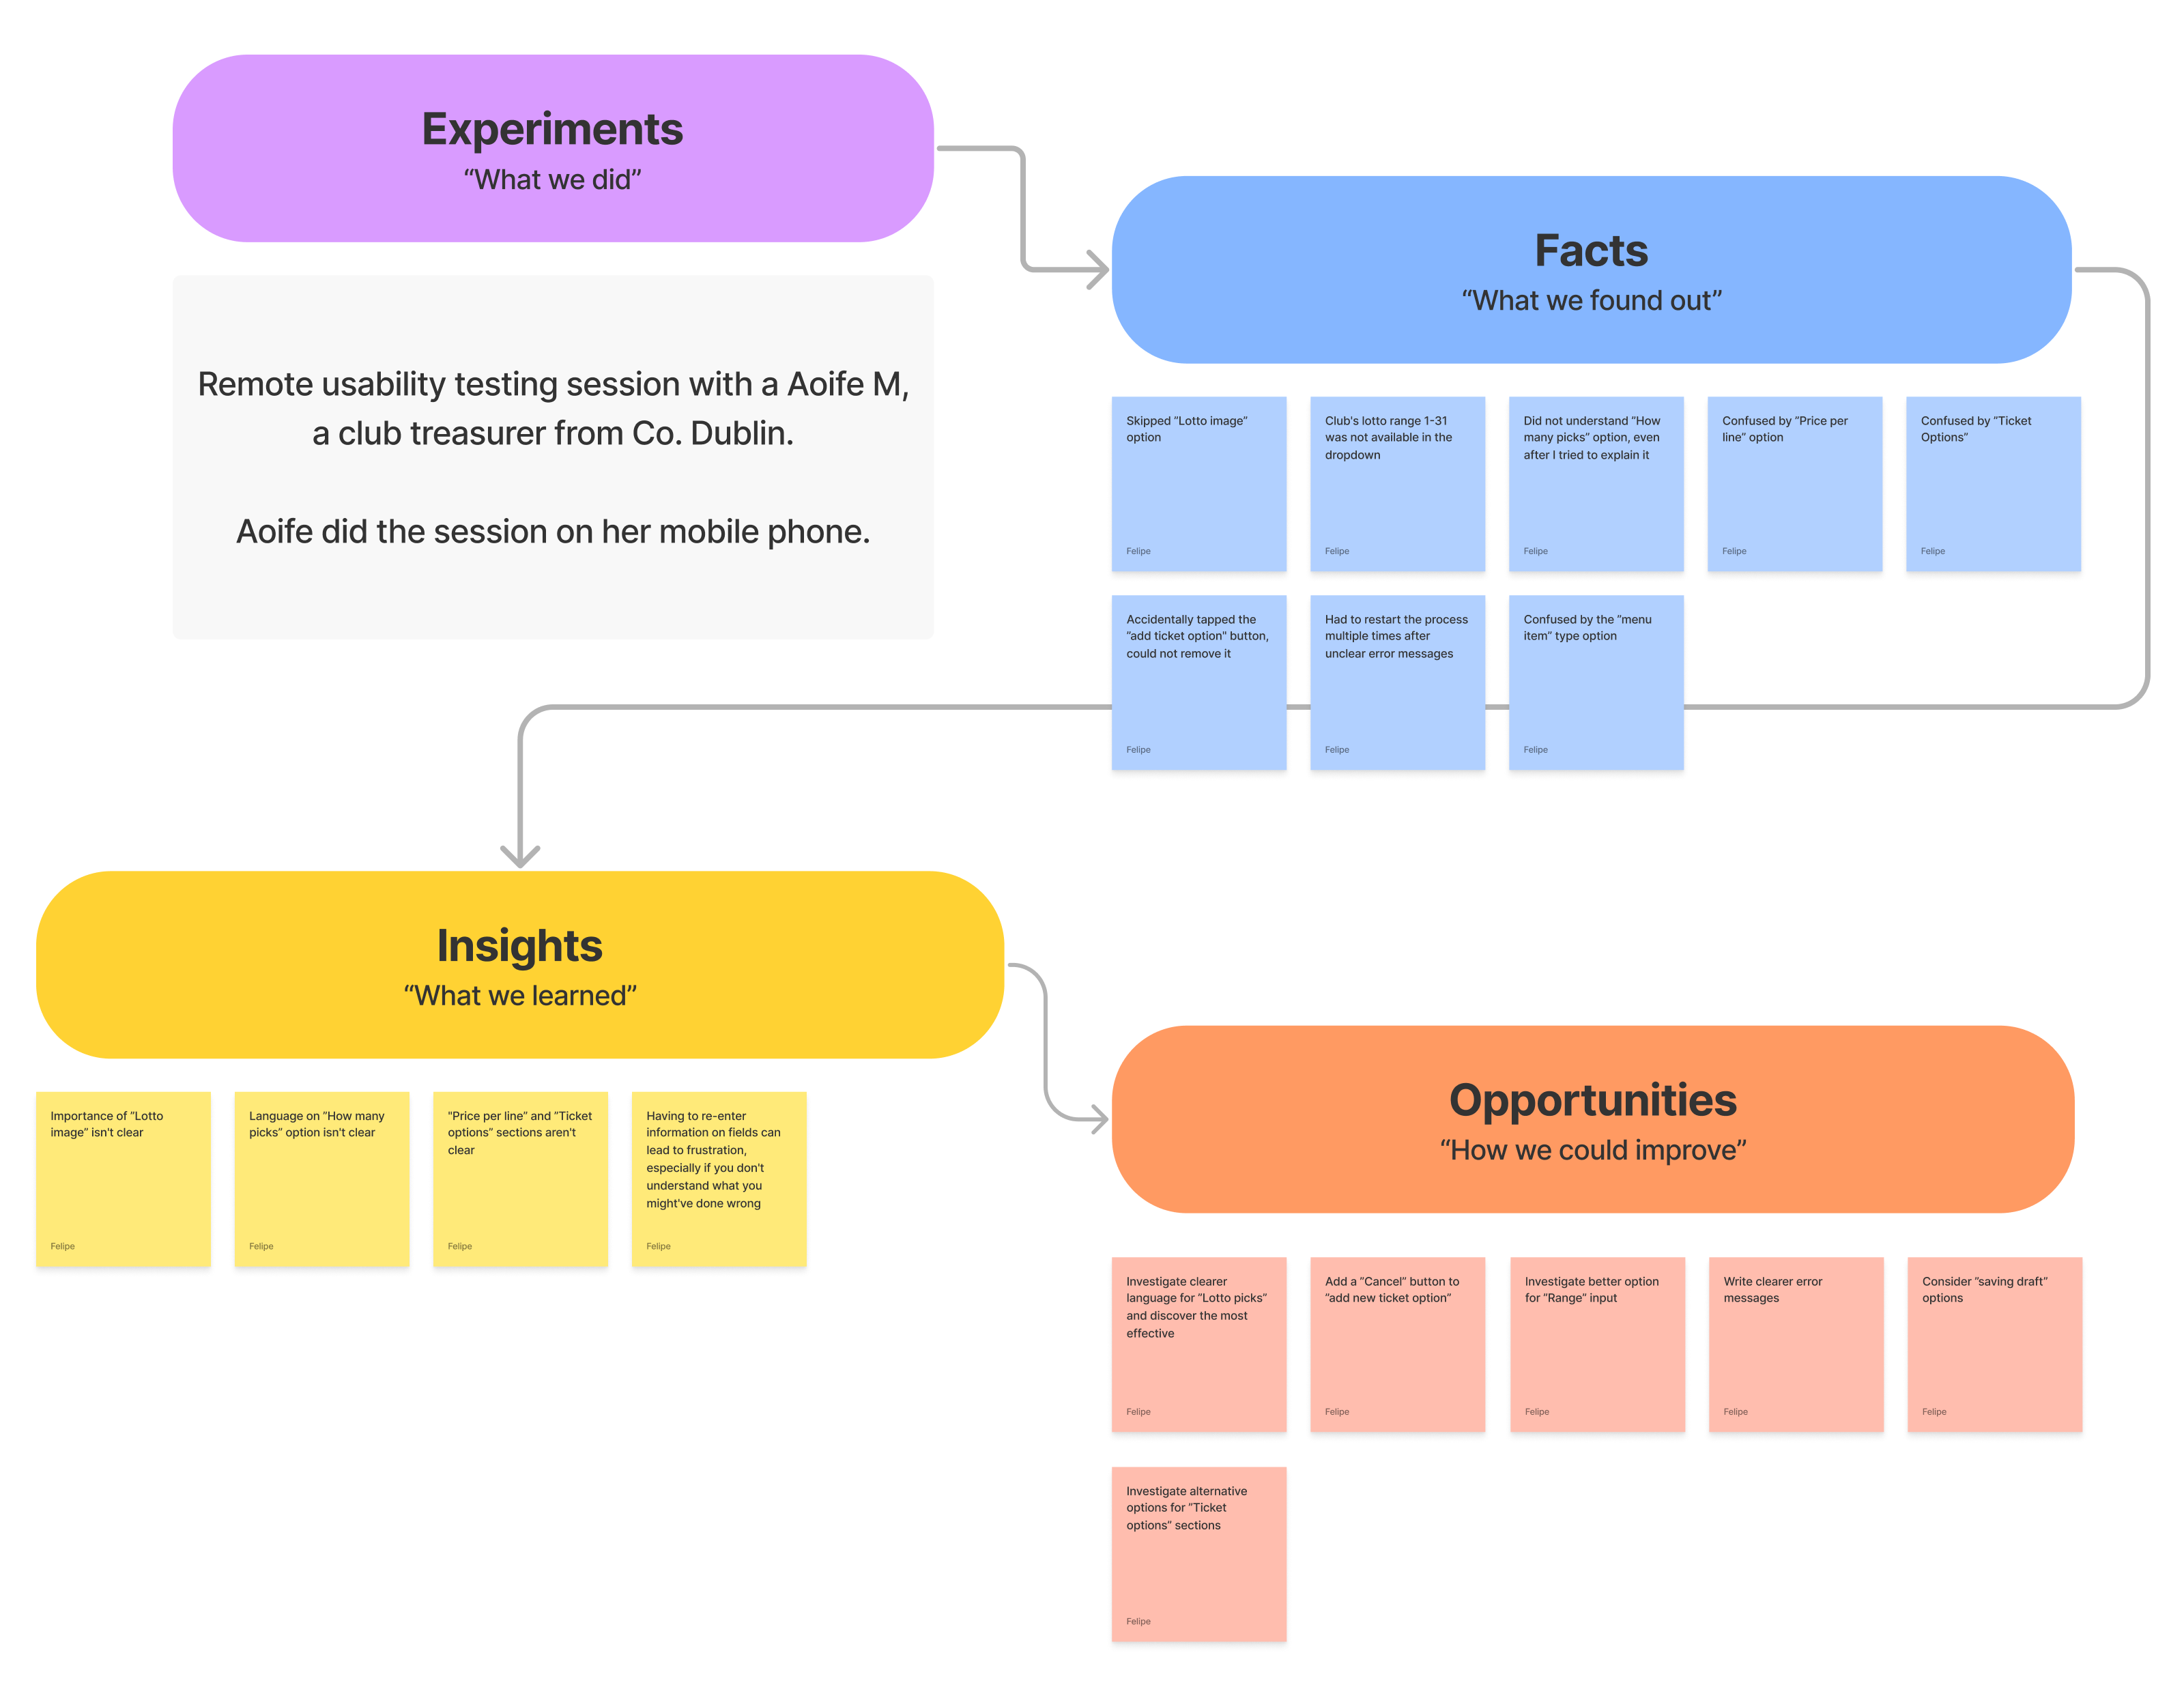 Experiments
“What we did”
Remote usability testing session with a Aoife M,
a club treasurer from Co. Dublin.
Aoife did the session on her mobile phone.
Facts
“What we found out”
Skipped “Lotto image”
option
Felipe
Club's lotto range 1-31
was not available in the
dropdown
Felipe
Did not understand “How
many picks” option, even
after I tried to explain it
Felipe
Confused by “Price per
line” option
Felipe
Confused by “Ticket
Options”
Felipe
Accidentally tapped the
“add ticket option" button,
could not remove it
Felipe
Had to restart the process
multiple times after
unclear error messages
Felipe
Confused by the “menu
item” type option
Felipe
Insights
“What we learned”
Importance of “Lotto
image” isn't clear
Felipe
Language on “How many
picks” option isn't clear
Felipe
"Price per line” and “Ticket
options” sections aren't
clear
Felipe
Having to re-enter
information on fields can
lead to frustration,
especially if you don't
understand what you
might've done wrong
Felipe
Opportunities
“How we could improve”
Investigate clearer
language for “Lotto picks”
and discover the most
effective
Felipe
Add a “Cancel” button to
“add new ticket option”
Felipe
Investigate better option
for “Range” input
Felipe
Write clearer error
messages
Felipe
Consider “saving draft”
options
Felipe
Investigate alternative
options for “Ticket
options” sections
Felipe